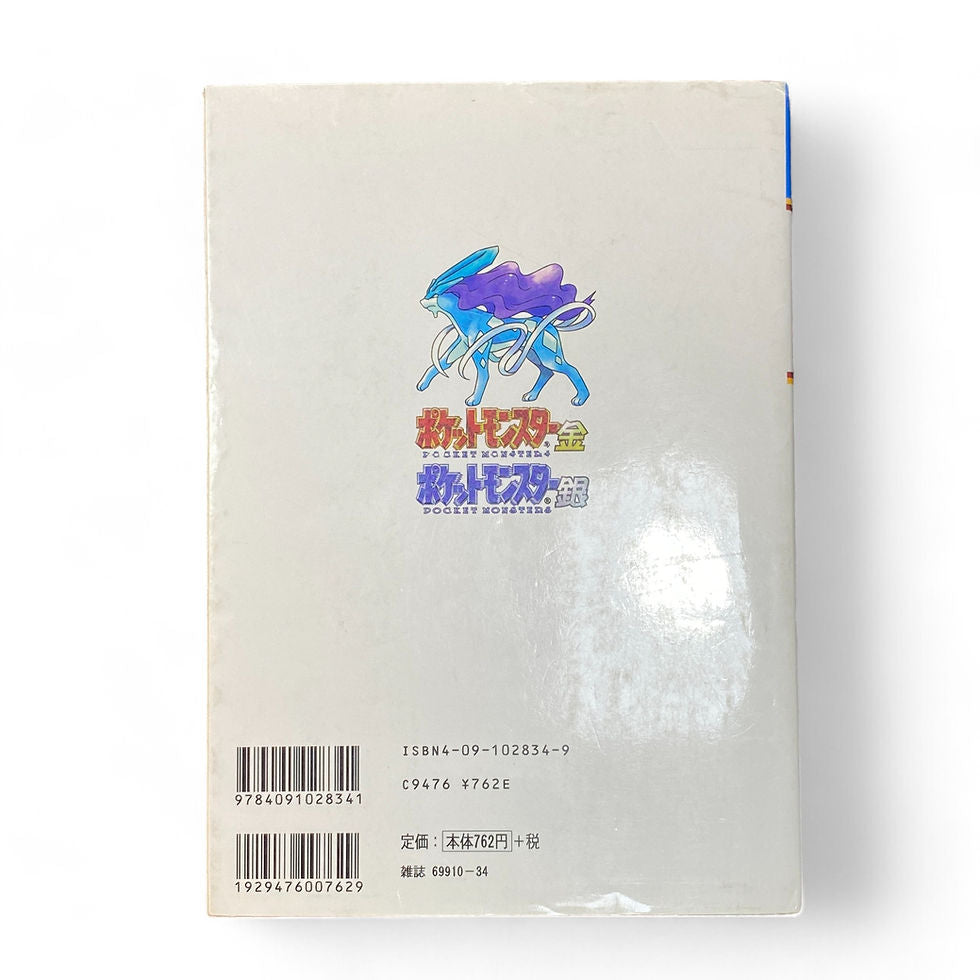 ポケットモンスター金
POCKET MONSTERS
ポケットモンスター®銀
POCKET MONSTERS
ISBN4-09-102834-9
9784091028341
C9476 ¥762E
定価：本体762円+税
雑誌 69910-34
1929476007629